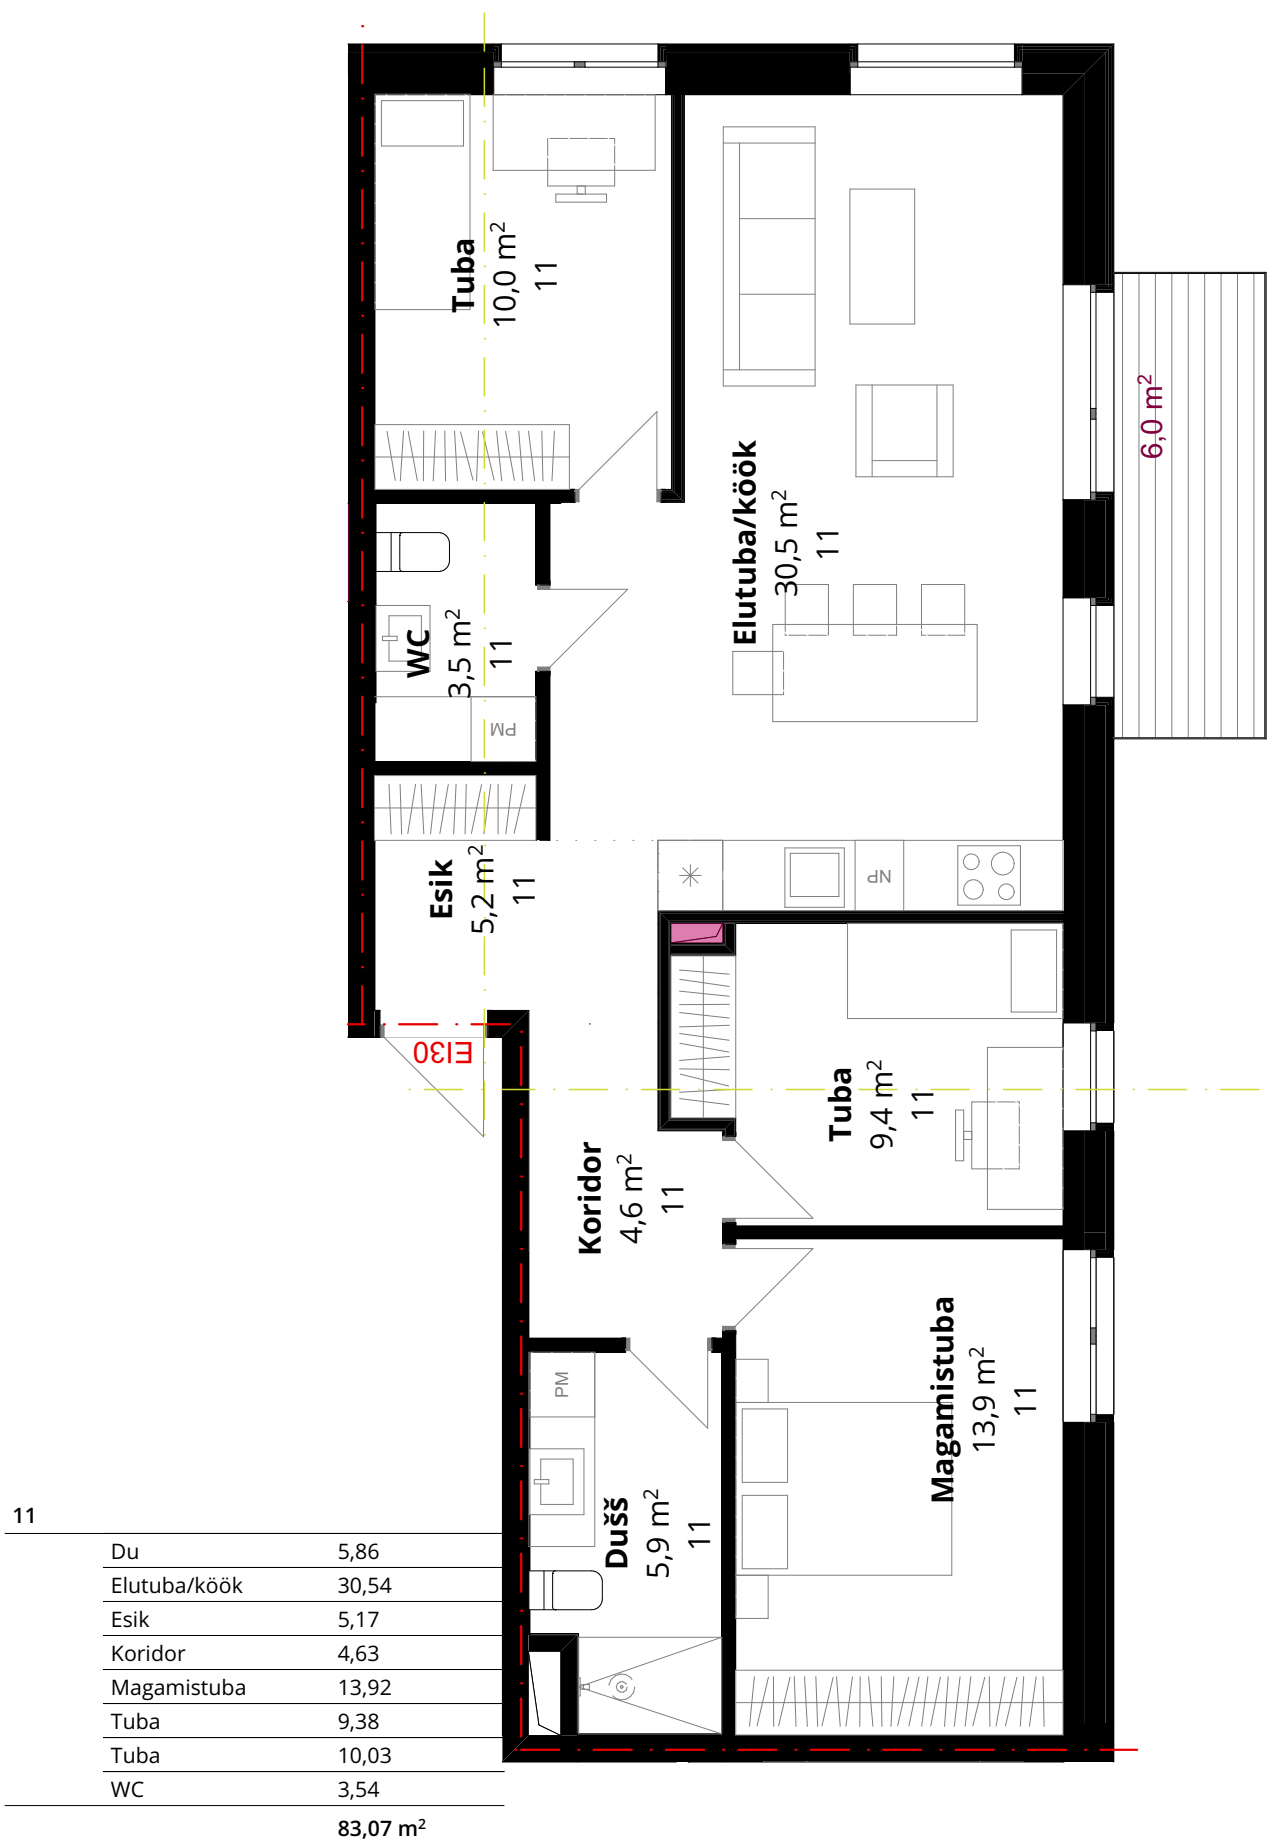 Tuba
10,0 m²
11
Elutuba/köök
30,5 m²
11
6,0 m²
WC
3,5 m²
11
PM
Esik
5,2 m²
11
NP
EI30
Tuba
9,4 m²
11
Koridor
4,6 m²
11
Magamistuba
13,9 m²
11
PM
Dušš
5,9 m²
11
11
Du 5,86
Elutuba/köök 30,54
Esik 5,17
Koridor 4,63
Magamistuba 13,92
Tuba 9,38
Tuba 10,03
WC 3,54
83,07 m²